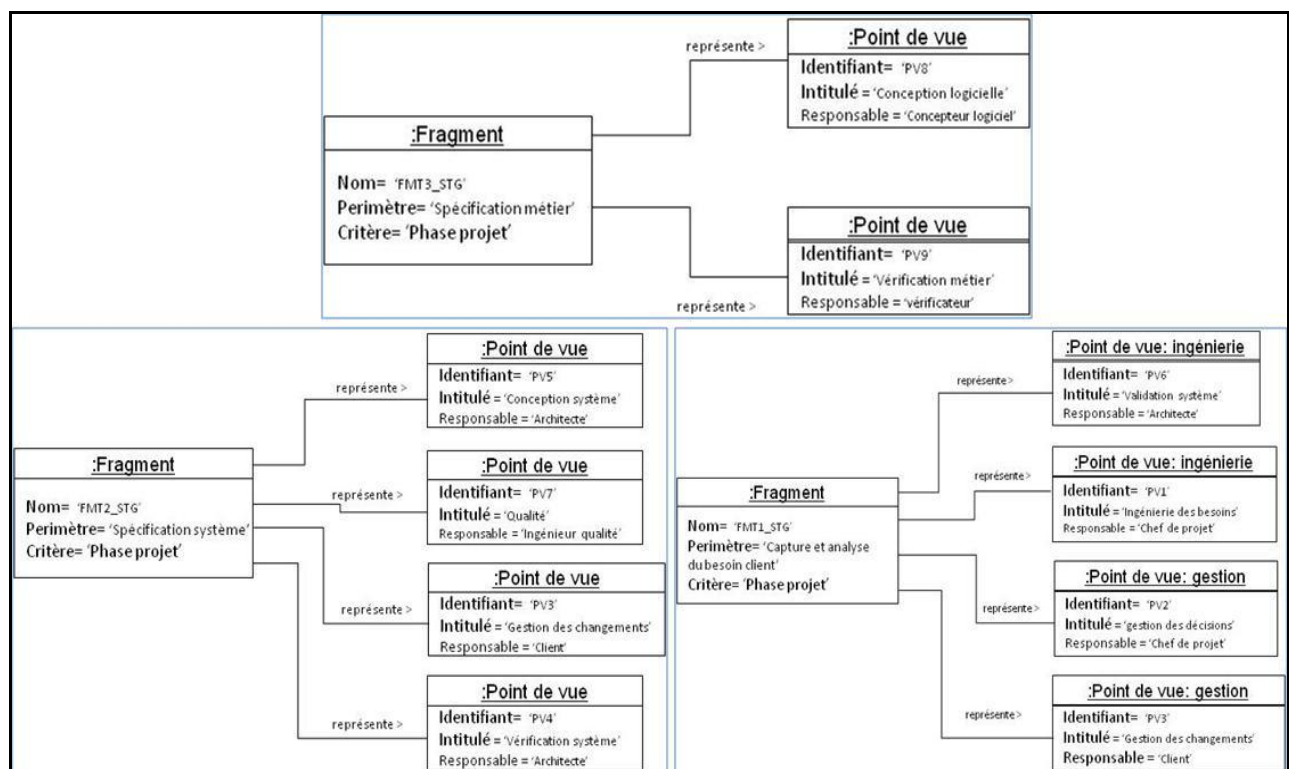 représente >
:Point de vue
Identifiant= 'PV8'
Intitulé = 'Conception logicielle'
Responsable = 'Concepteur logiciel'
:Fragment
Nom= 'FMT3_STG'
Perimètre= 'Spécification métier'
Critère= 'Phase projet'
:Point de vue
Identifiant= 'PV9'
Intitulé = 'Vérification métier'
Responsable = 'vérificateur'
représente >
:Point de vue
Identifiant= 'PV5'
Intitulé = 'Conception système'
Responsable = 'Architecte'
représente >
:Fragment
Nom= 'FMT2_STG'
Perimètre= 'Spécification système'
Critère= 'Phase projet'
:Point de vue
Identifiant= 'PV7'
Intitulé = 'Qualité'
Responsable = 'Ingénieur qualité'
représente >
:Point de vue
Identifiant= 'PV3'
Intitulé = 'Gestion des changements'
Responsable = 'Client'
représente >
:Point de vue
Identifiant= 'PV4'
Intitulé = 'Vérification système'
Responsable = 'Architecte'
représente >
:Point de vue: ingénierie
Identifiant= 'PV6'
Intitulé = 'Validation système'
Responsable = 'Architecte'
représente>
:Fragment
Nom= 'FMT1_STG'
Perimètre= 'Capture et analyse
du besoin client'
Critère= 'Phase projet'
:Point de vue: ingénierie
Identifiant= 'PV1'
Intitulé = 'Ingénierie des besoins'
Responsable = 'Chef de projet'
représente>
:Point de vue: gestion
Identifiant= 'PV2'
Intitulé = 'gestion des décisions'
Responsable = 'Chef de projet'
représente>
:Point de vue: gestion
Identifiant= 'PV3'
Intitulé = 'Gestion des changements'
Responsable = 'Client'
représente>